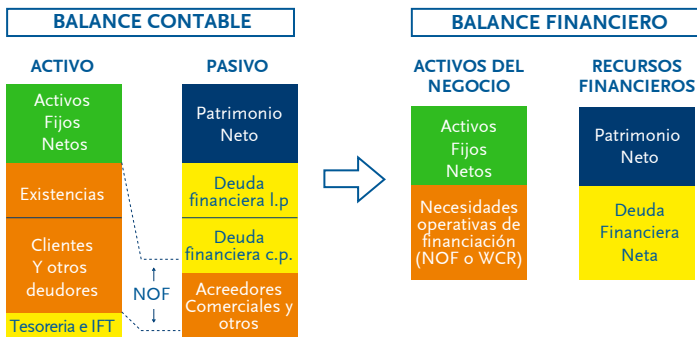 BALANCE CONTABLE
ACTIVO
PASIVO
Activos
Fijos
Netos
Existencias
Clientes
Y otros
deudores
Tesoreria e IFT
Patrimonio
Neto
Deuda
financiera l.p
Deuda
financiera c.p.
Acreedores
Comerciales y
otros
NOF
BALANCE FINANCIERO
ACTIVOS DEL
NEGOCIO
RECURSOS
FINANCIEROS
Activos
Fijos
Netos
Necesidades
operativas de
financiación
(NOF o WCR)
Patrimonio
Neto
Deuda
Financiera
Neta